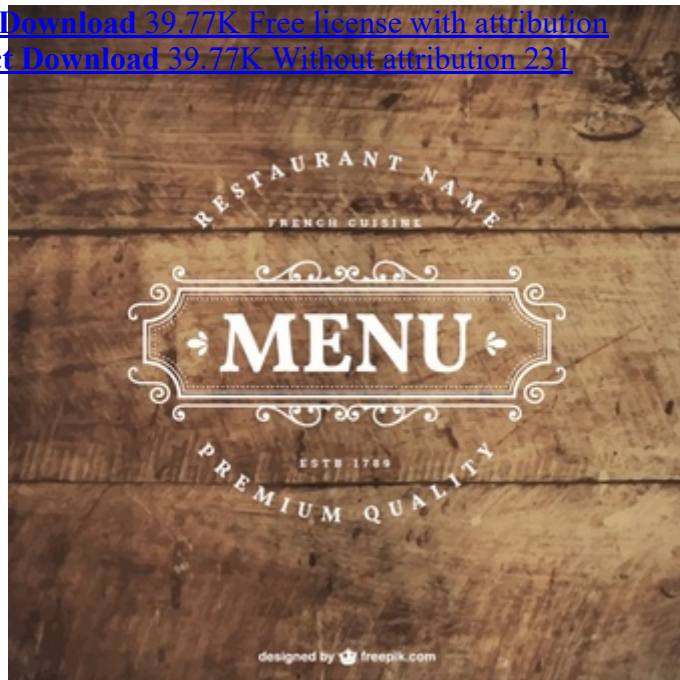 Download 39.77K Free license with attribution
t Download 39.77K Without attribution 231
RESTAURANT NAME
FRENCH CUISINE
MENU
ESTB 1789
PREMIUM QUALITY
designed by freepik.com